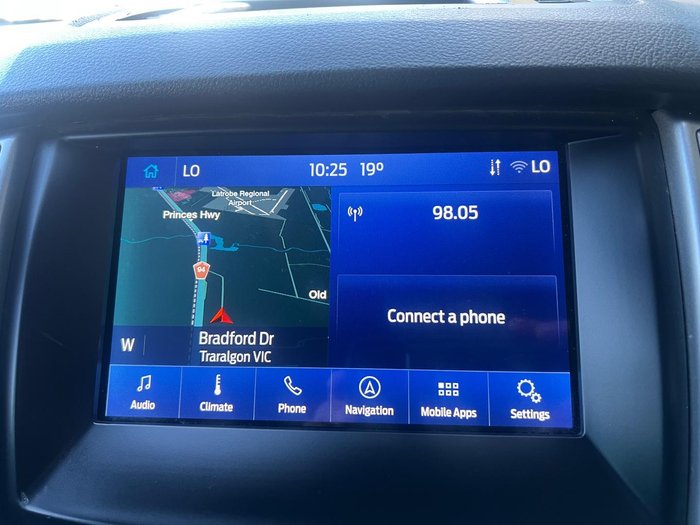 LO 10:25 19° LO
Latrobe Regional
Airport
Princes Hwy
94
Old
W
Bradford Dr
Traralgon VIC
98.05
Connect a phone
Audio Climate Phone Navigation Mobile Apps Settings